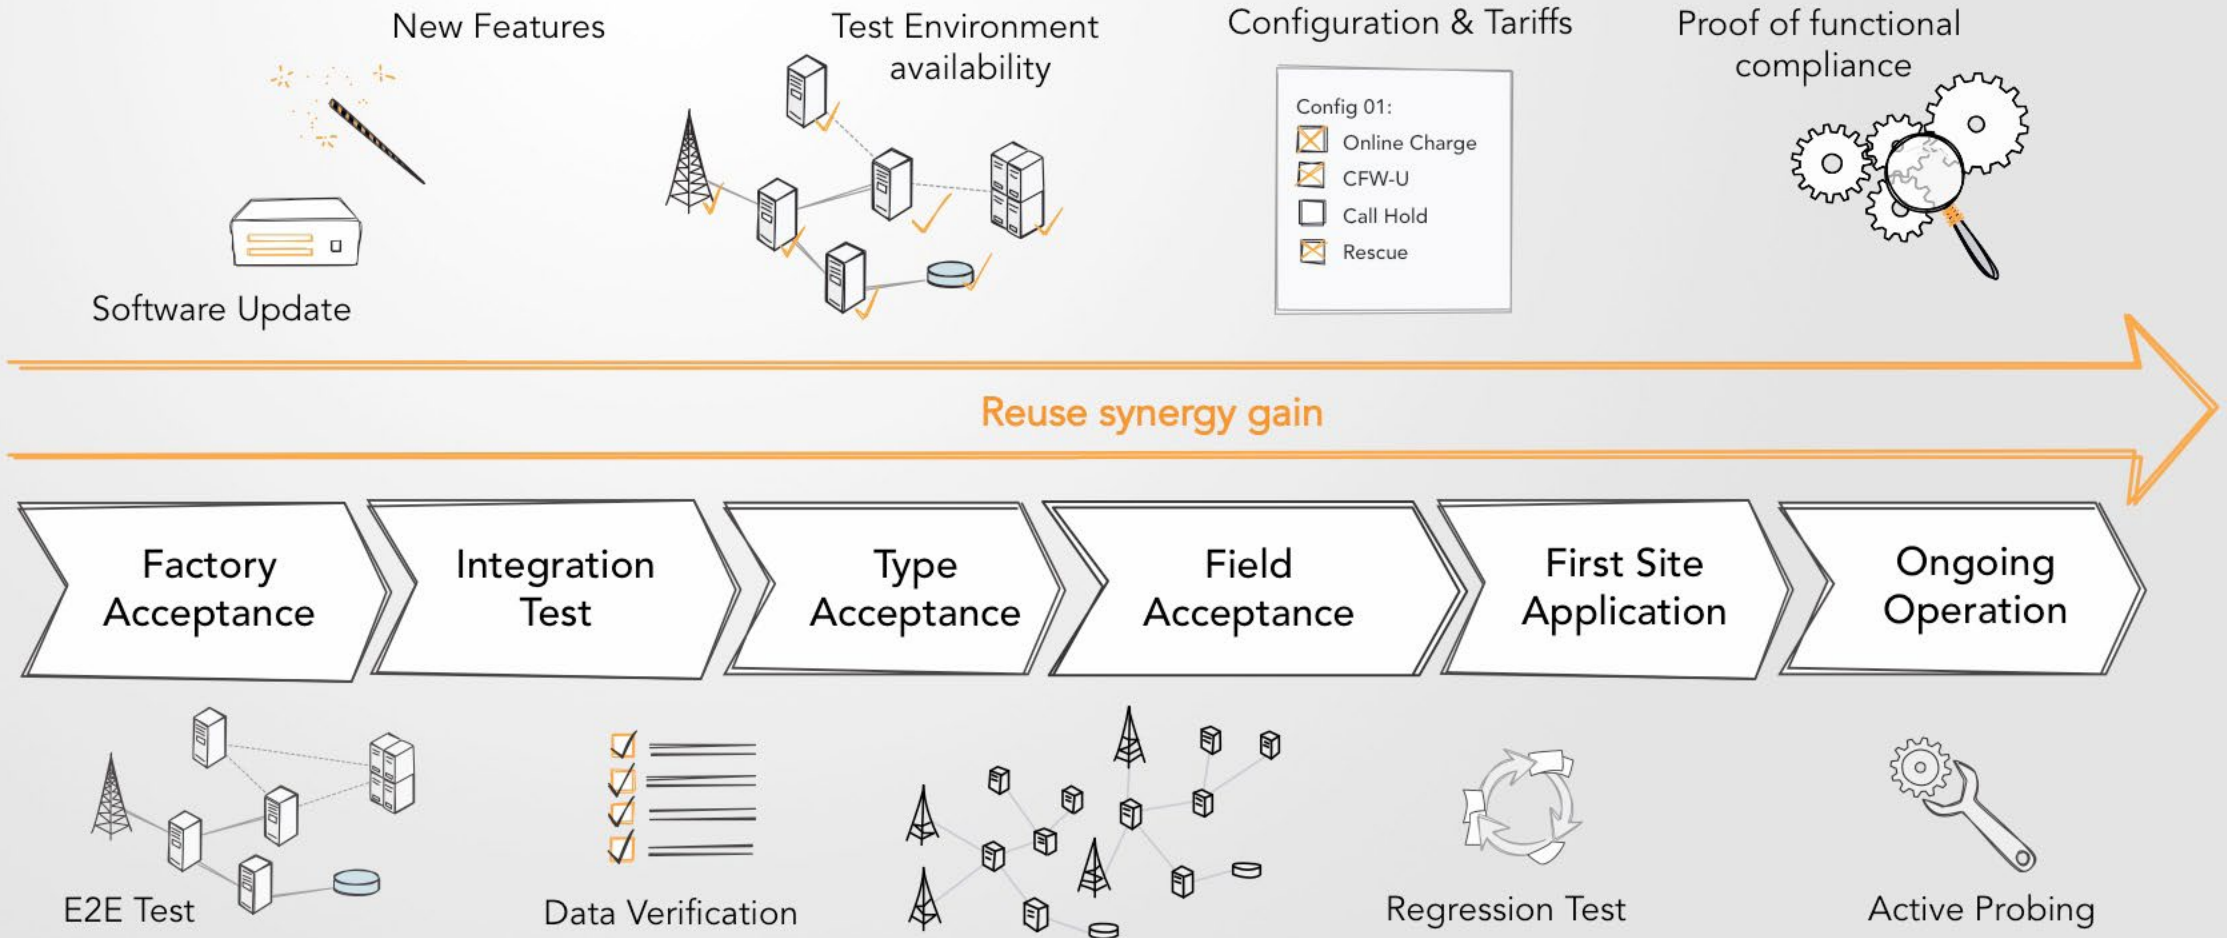 New Features
Test Environment
availability
Configuration & Tariffs
Proof of functional
compliance
Config 01:
Online Charge
CFW-U
Call Hold
Rescue
Software Update
Reuse synergy gain
Factory
Acceptance
Integration
Test
Type
Acceptance
Field
Acceptance
First Site
Application
Ongoing
Operation
E2E Test
Data Verification
Regression Test
Active Probing